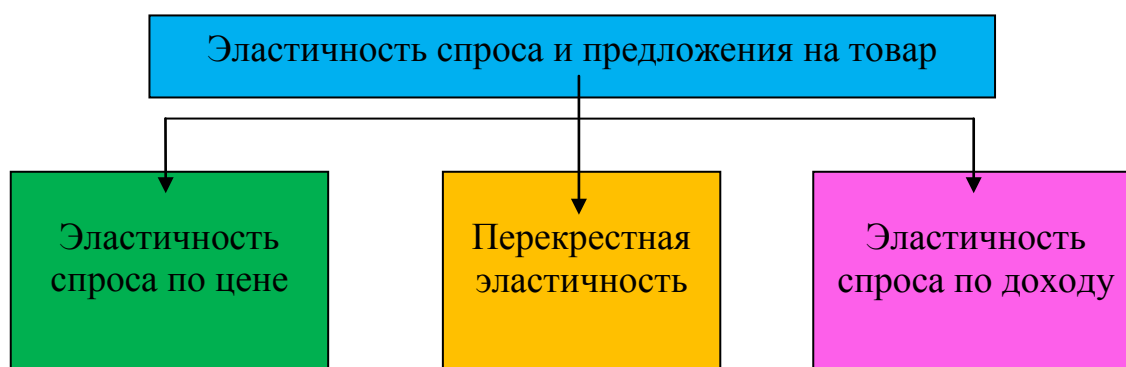 Эластичность спроса и предложения на товар
Эластичность
спроса по цене
Перекрестная
эластичность
Эластичность
спроса по доходу